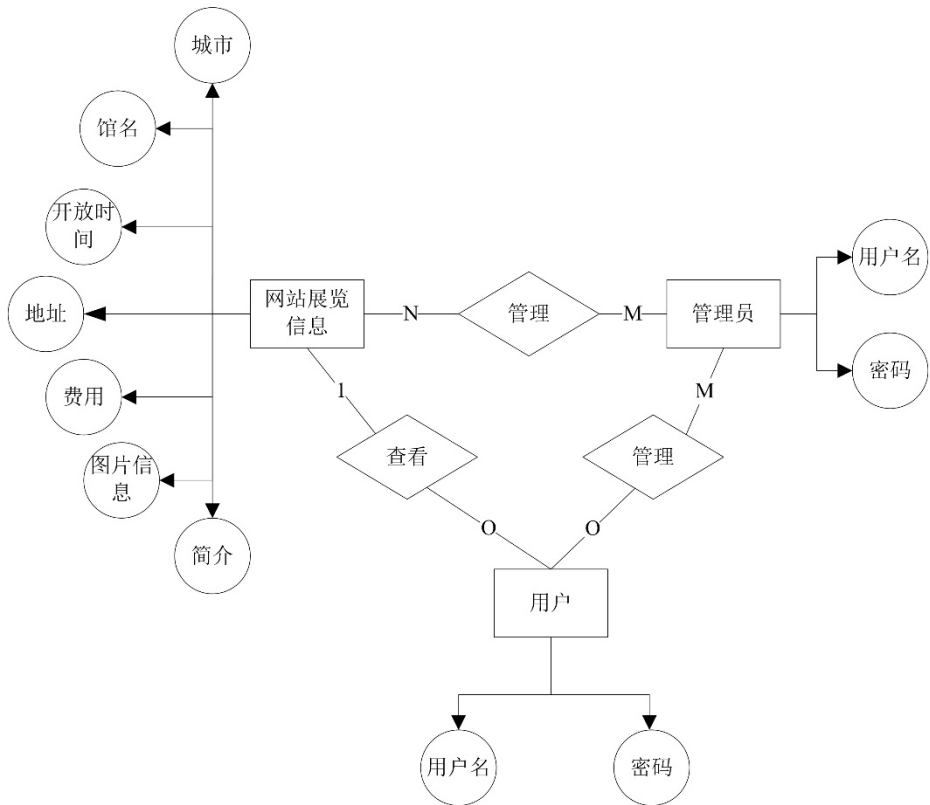 城市
馆名
开放时
间
用户名
地址
网站展览
信息
N
管理
M
管理员
密码
费用
1
M
图片信
息
查看
管理
简介
O
O
用户
用户名
密码